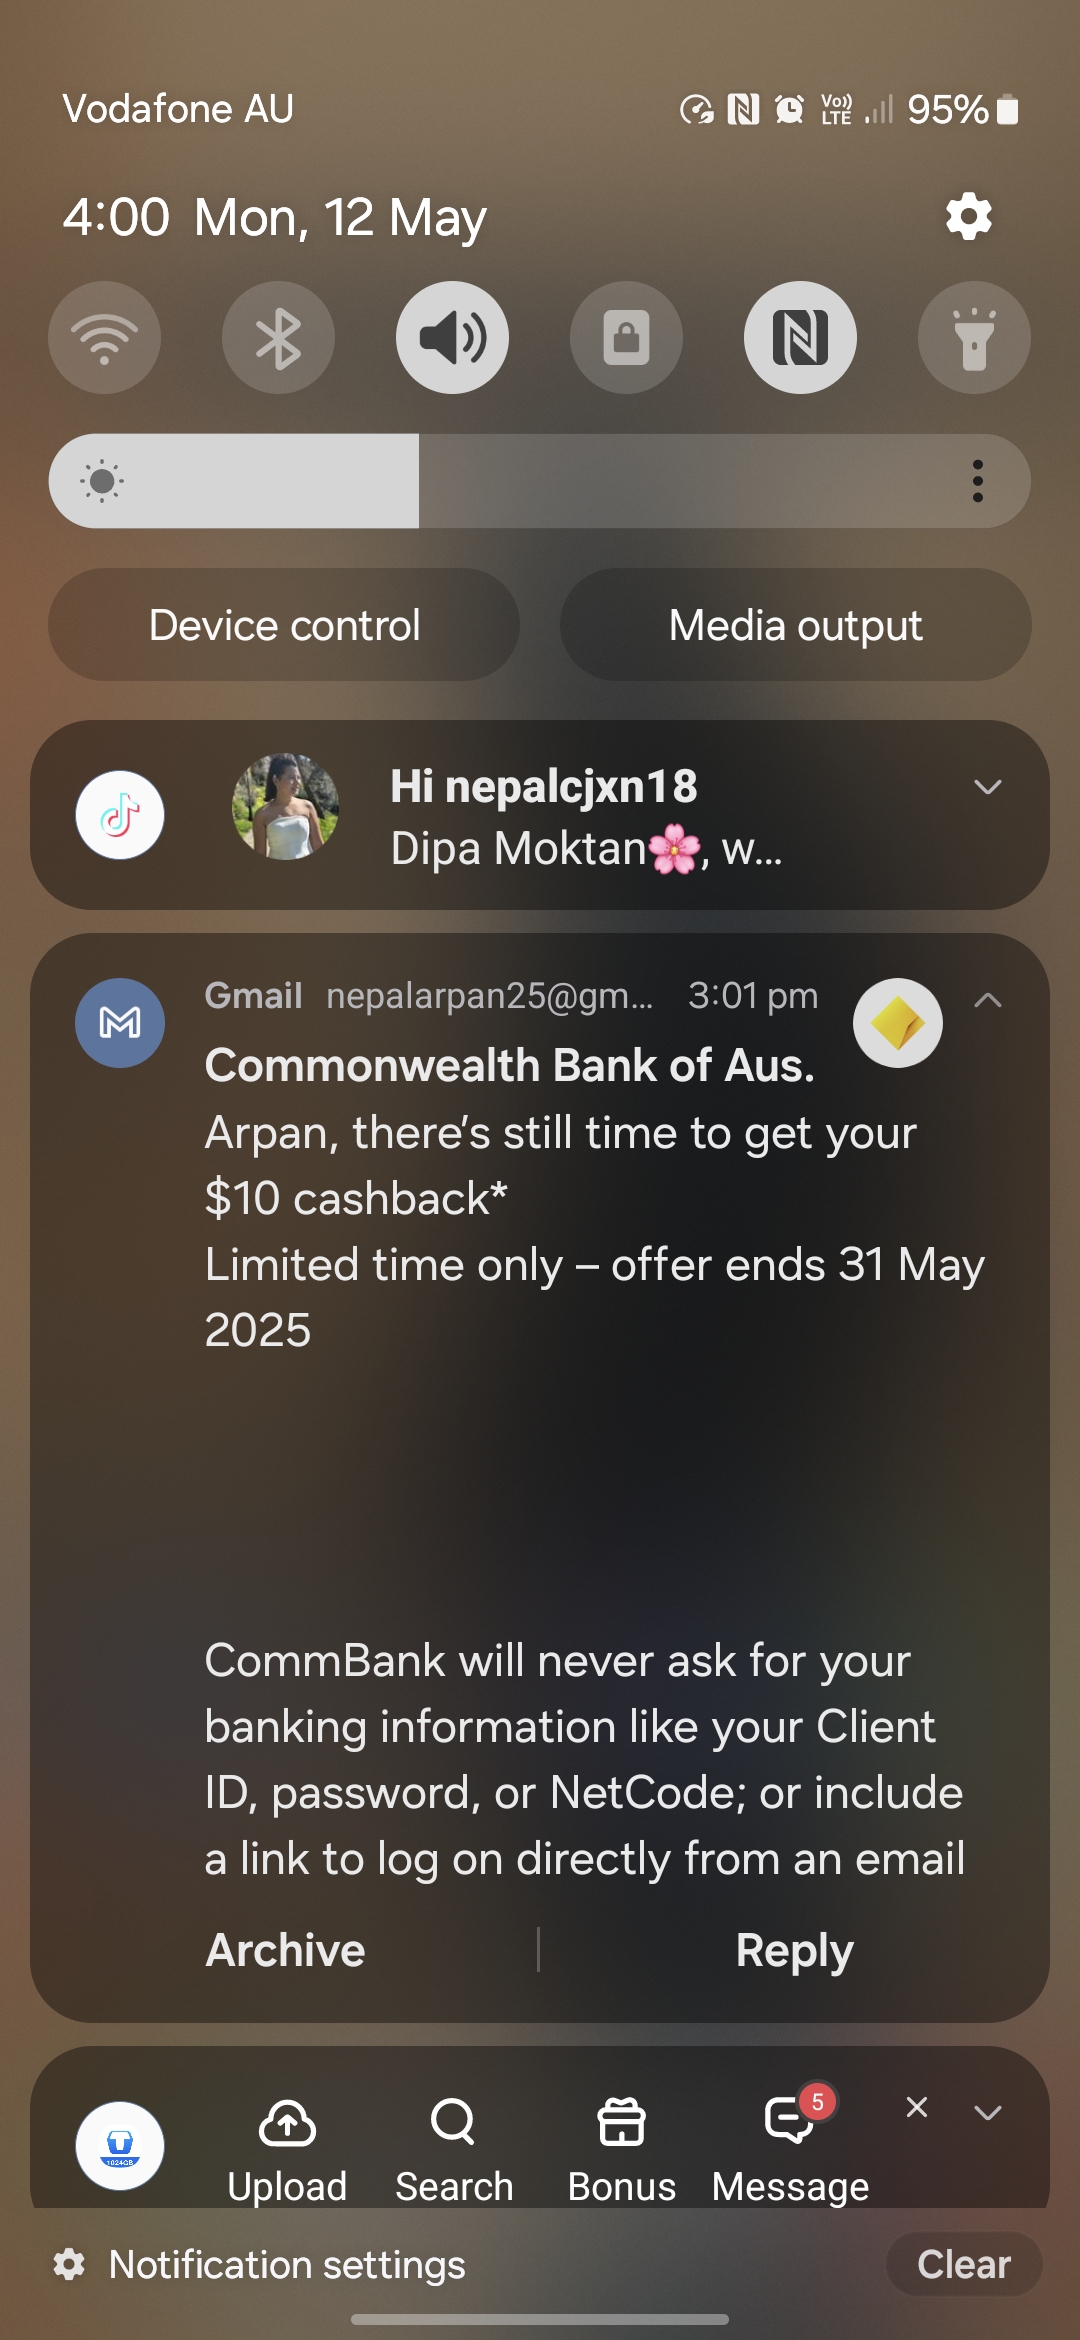 Vodafone AU
Vo)) LTE
95%
4:00 Mon, 12 May
Device control
Media output
Hi nepalcjxn18
Dipa Moktan🌸, w...
Gmail nepalarpan25@gm... 3:01 pm
Commonwealth Bank of Aus.
Arpan, there's still time to get your
$10 cashback*
Limited time only – offer ends 31 May
2025
CommBank will never ask for your
banking information like your Client
ID, password, or NetCode; or include
a link to log on directly from an email
Archive
Reply
5
1024GB
Upload
Search
Bonus
Message
Notification settings
Clear